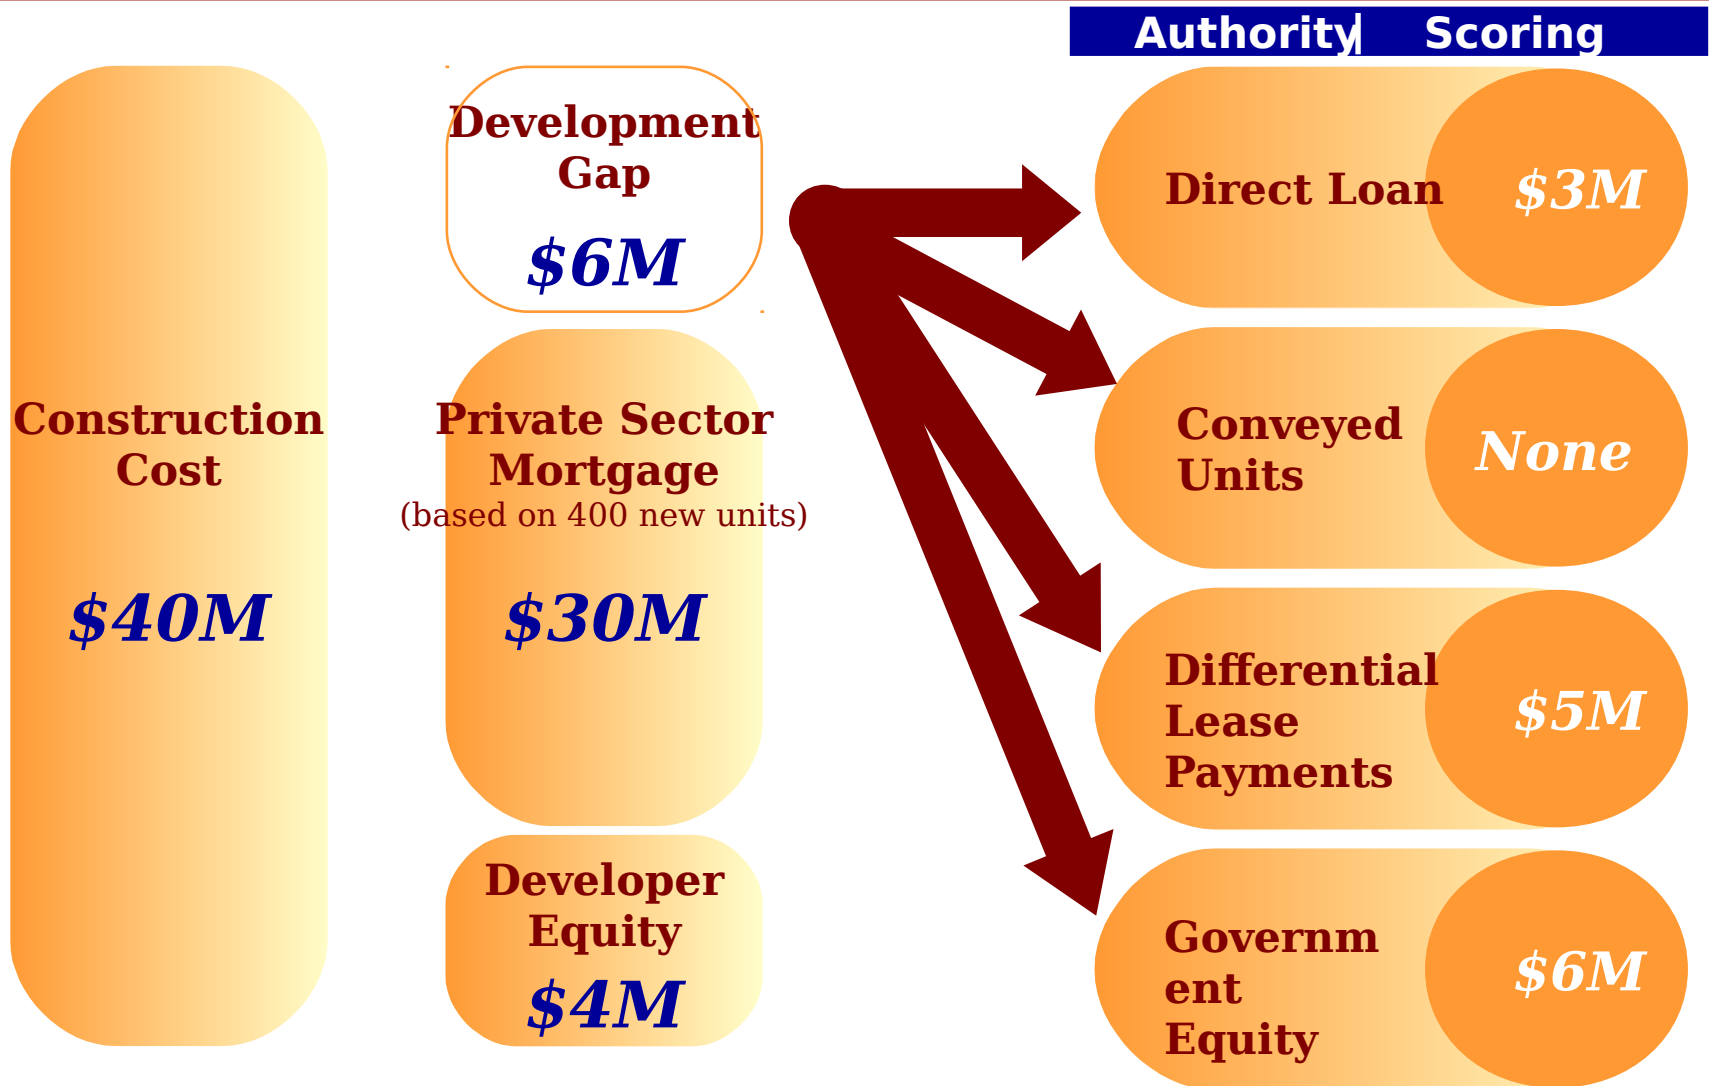 Authority| Scoring
Construction
Cost
$40M
Development
Gap
$6M
Private Sector
Mortgage
(based on 400 new units)
$30M
Developer
Equity
$4M
Direct Loan
$3M
Conveyed
Units
None
Differential
Lease
Payments
$5M
Governm
ent
Equity
$6M